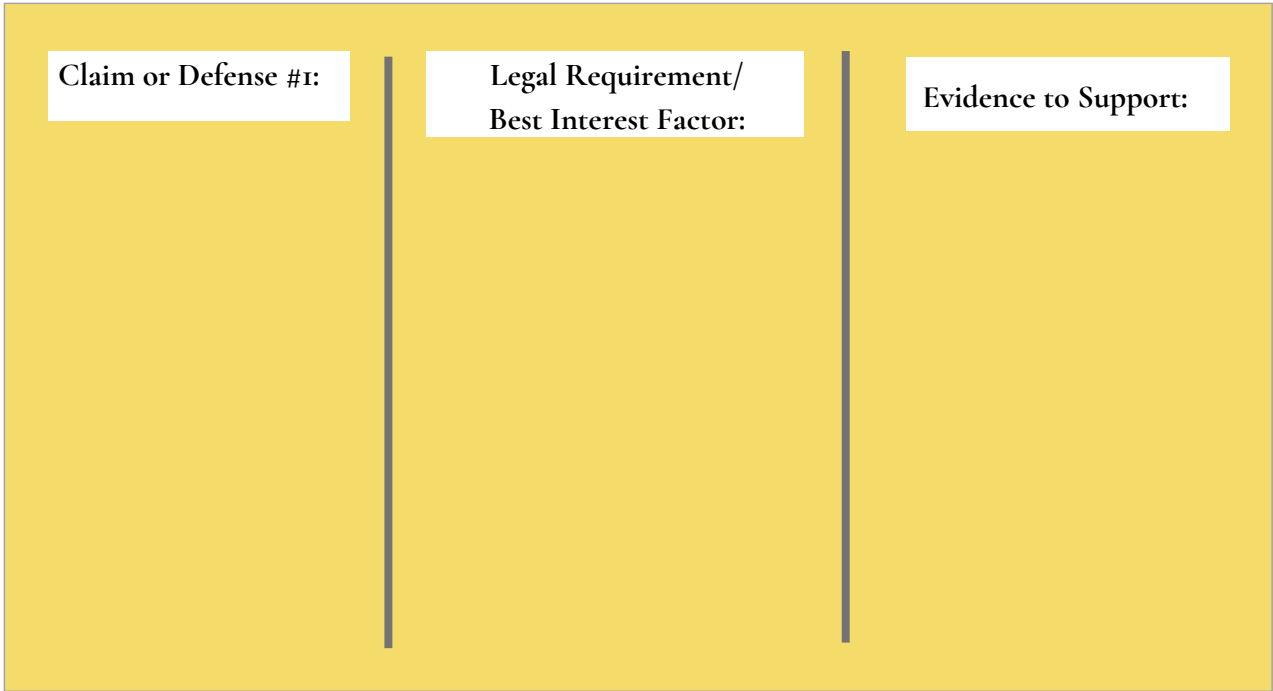 Claim or Defense #1:
Legal Requirement/
Best Interest Factor:
Evidence to Support: